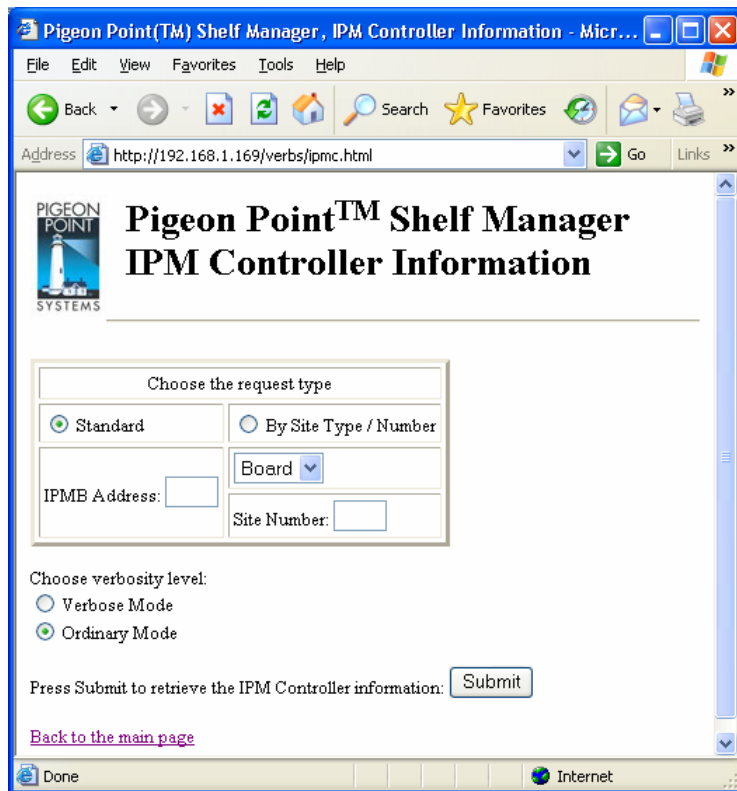 Pigeon Point(TM) Shelf Manager, IPM Controller Information - Micr...
File Edit View Favorites Tools Help
Back Search Favorites »
Address http://192.168.1.169/verbs/ipmc.html Go Links »
PIGEON
POINT
SYSTEMS
Pigeon Point™ Shelf Manager
IPM Controller Information
Choose the request type
Standard By Site Type / Number
Board
IPMB Address:
Site Number:
Choose verbosity level:
Verbose Mode
Ordinary Mode
Press Submit to retrieve the IPM Controller information: Submit
Back to the main page
Done Internet